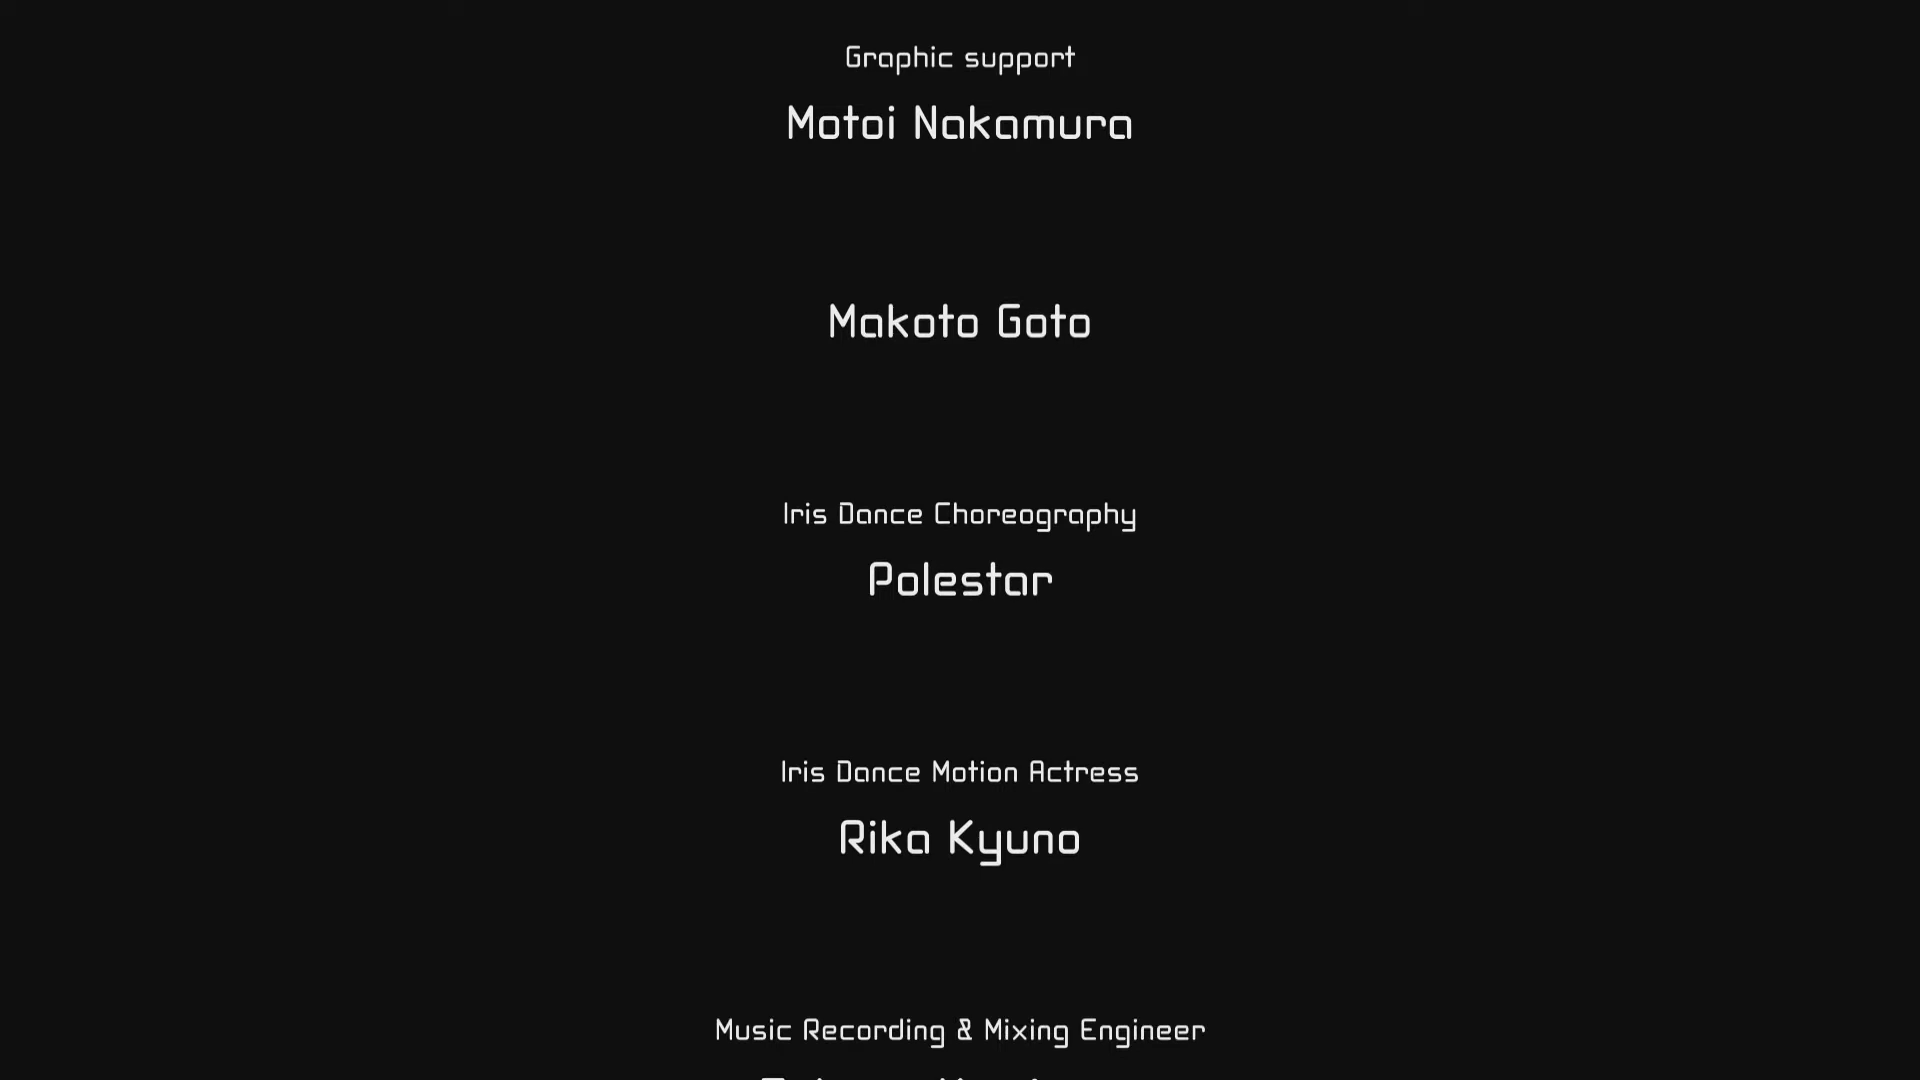 Graphic support
Motoi Nakamura
Makoto Goto
Iris Dance Choreography
Polestar
Iris Dance Motion Actress
Rika Kyuno
Music Recording & Mixing Engineer